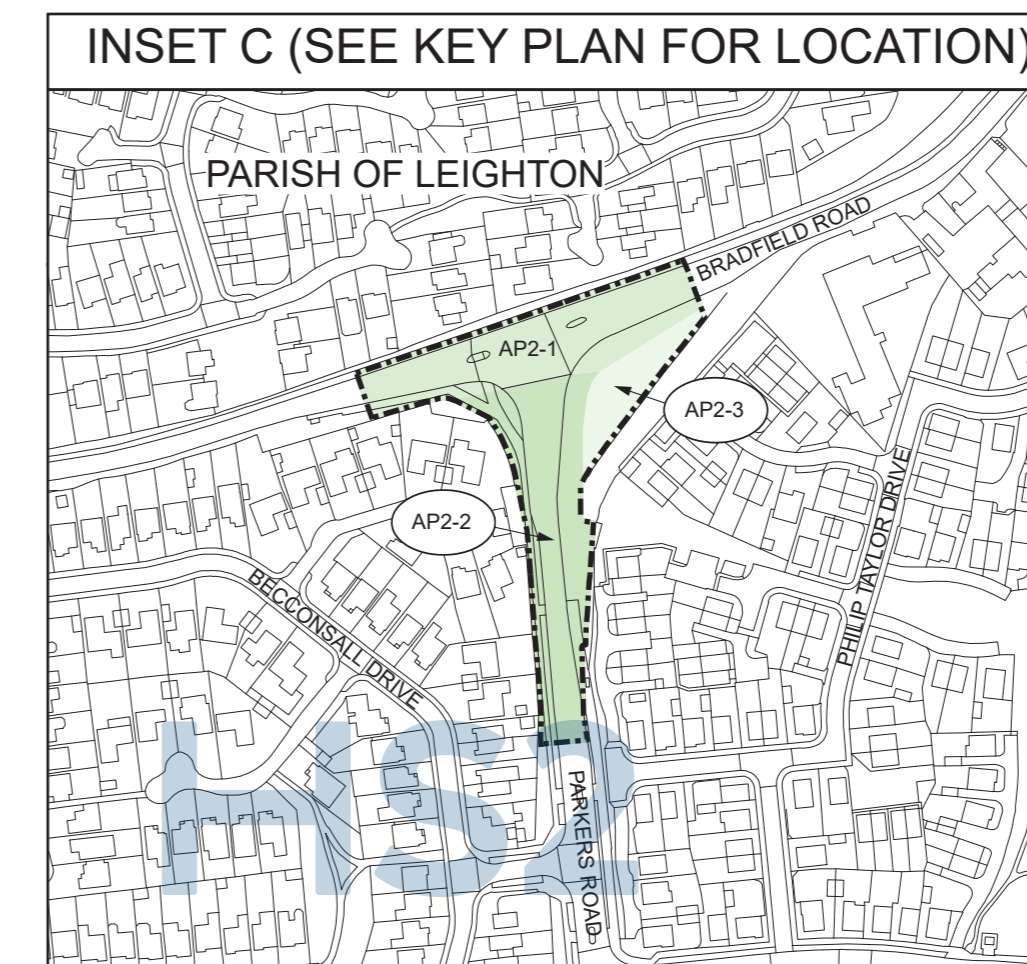 INSET C (SEE KEY PLAN FOR LOCATION)
PARISH OF LEIGHTON
BRADFIELD ROAD
AP2-1
AP2-3
AP2-2
PHILIP TAYLOR DRIVE
BECCONSALL DRIVE
HS2
PARKERS ROAD